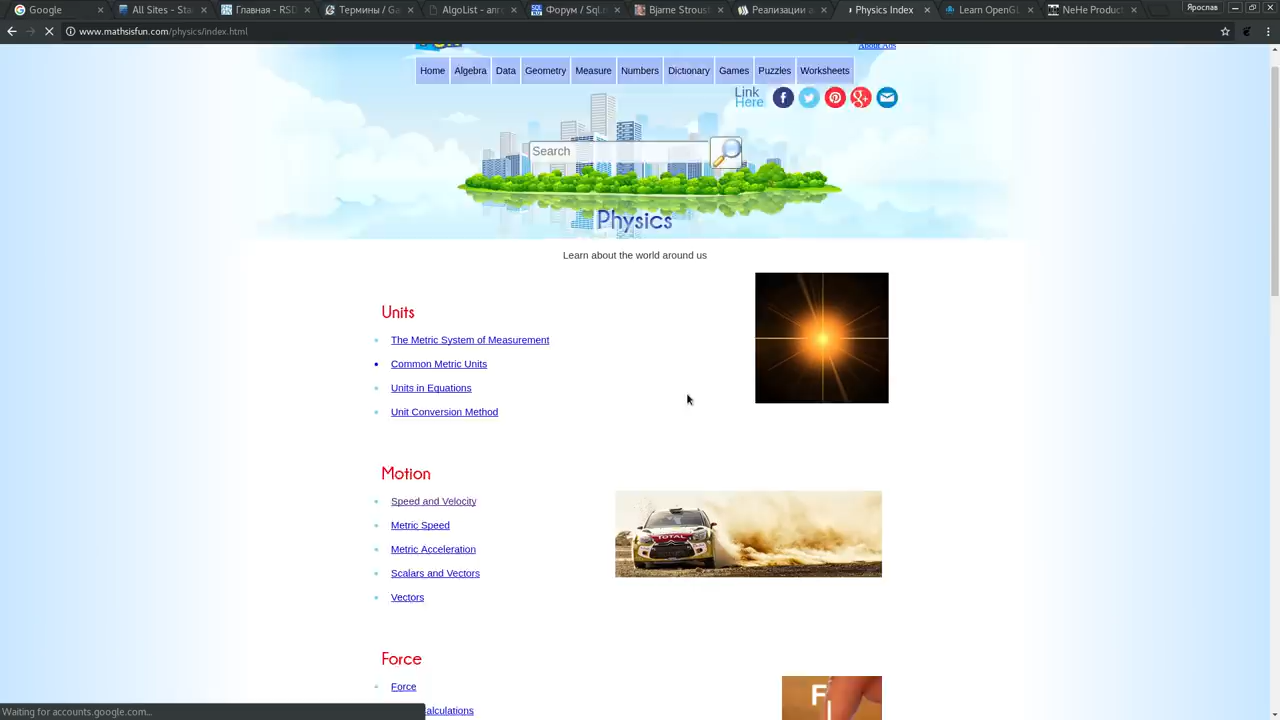 Google
All Sites - Sta
Главная - RSD
Термины / Ga
AlgoList - алго
Форум / Sql.r
Bjarne Stroust
Реализации а
Physics Index
Learn OpenGL
NeHe Product
Ярослав
www.mathsisfun.com/physics/index.html
About Ads
Home
Algebra
Data
Geometry
Measure
Numbers
Dictionary
Games
Puzzles
Worksheets
Link
Here
Search
Physics
Learn about the world around us
Units
The Metric System of Measurement
Common Metric Units
Units in Equations
Unit Conversion Method
Motion
Speed and Velocity
Metric Speed
Metric Acceleration
Scalars and Vectors
Vectors
TOTAL
Force
Force
alculations
F
Waiting for accounts.google.com...